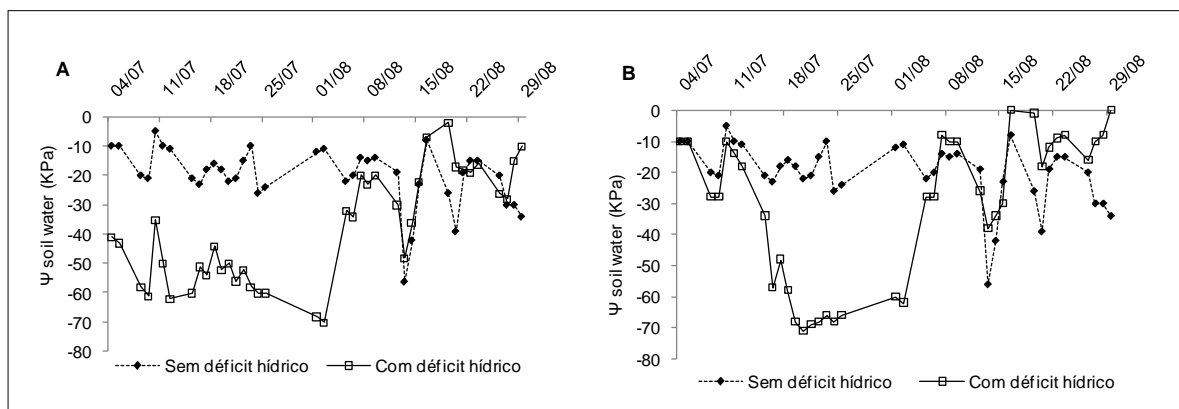 A
04/07 11/07 18/07 25/07 01/08 08/08 15/08 22/08 29/08
0
-10
-20
-30
-40
-50
-60
-70
-80
Ψ soil water (KPa)
Sem déficit hídrico Com déficit hídrico
B
04/07 11/07 18/07 25/07 01/08 08/08 15/08 22/08 29/08
0
-10
-20
-30
-40
-50
-60
-70
-80
Ψ soil water (KPa)
Sem déficit hídrico Com déficit hídrico